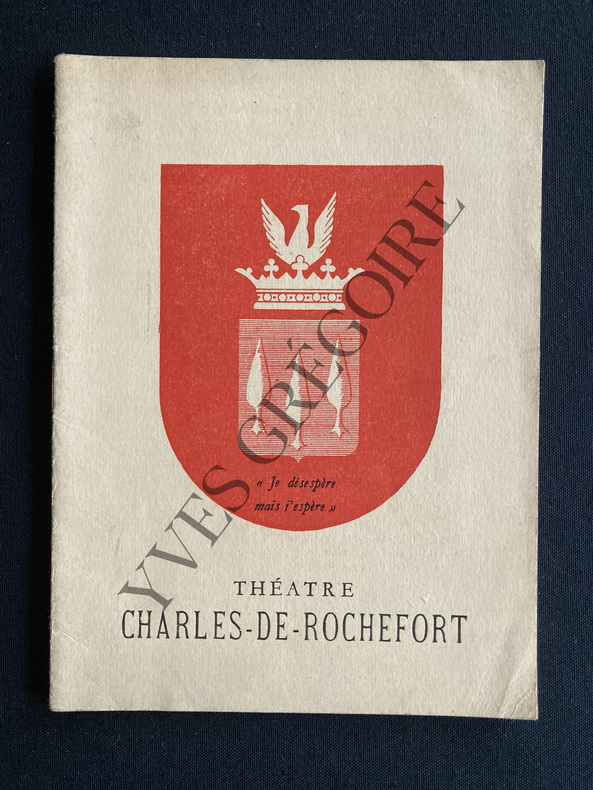 « Je désespère
mais j'espère »
THÉATRE
CHARLES-DE-ROCHEFORT
YVES GRÉGOIRE